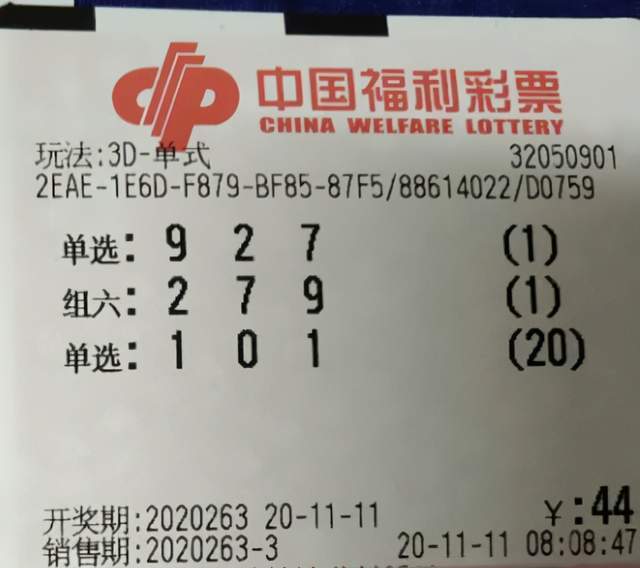 中国福利彩票
CHINA WELFARE LOTTERY
玩法:3D-单式 32050901
2EAE-1E6D-F879-BF85-87F5/88614022/D0759
单选: 9 2 7 (1)
组六: 2 7 9 (1)
单选: 1 0 1 (20)
开奖期:2020263 20-11-11 ¥:44
销售期:2020263-3 20-11-11 08:08:47